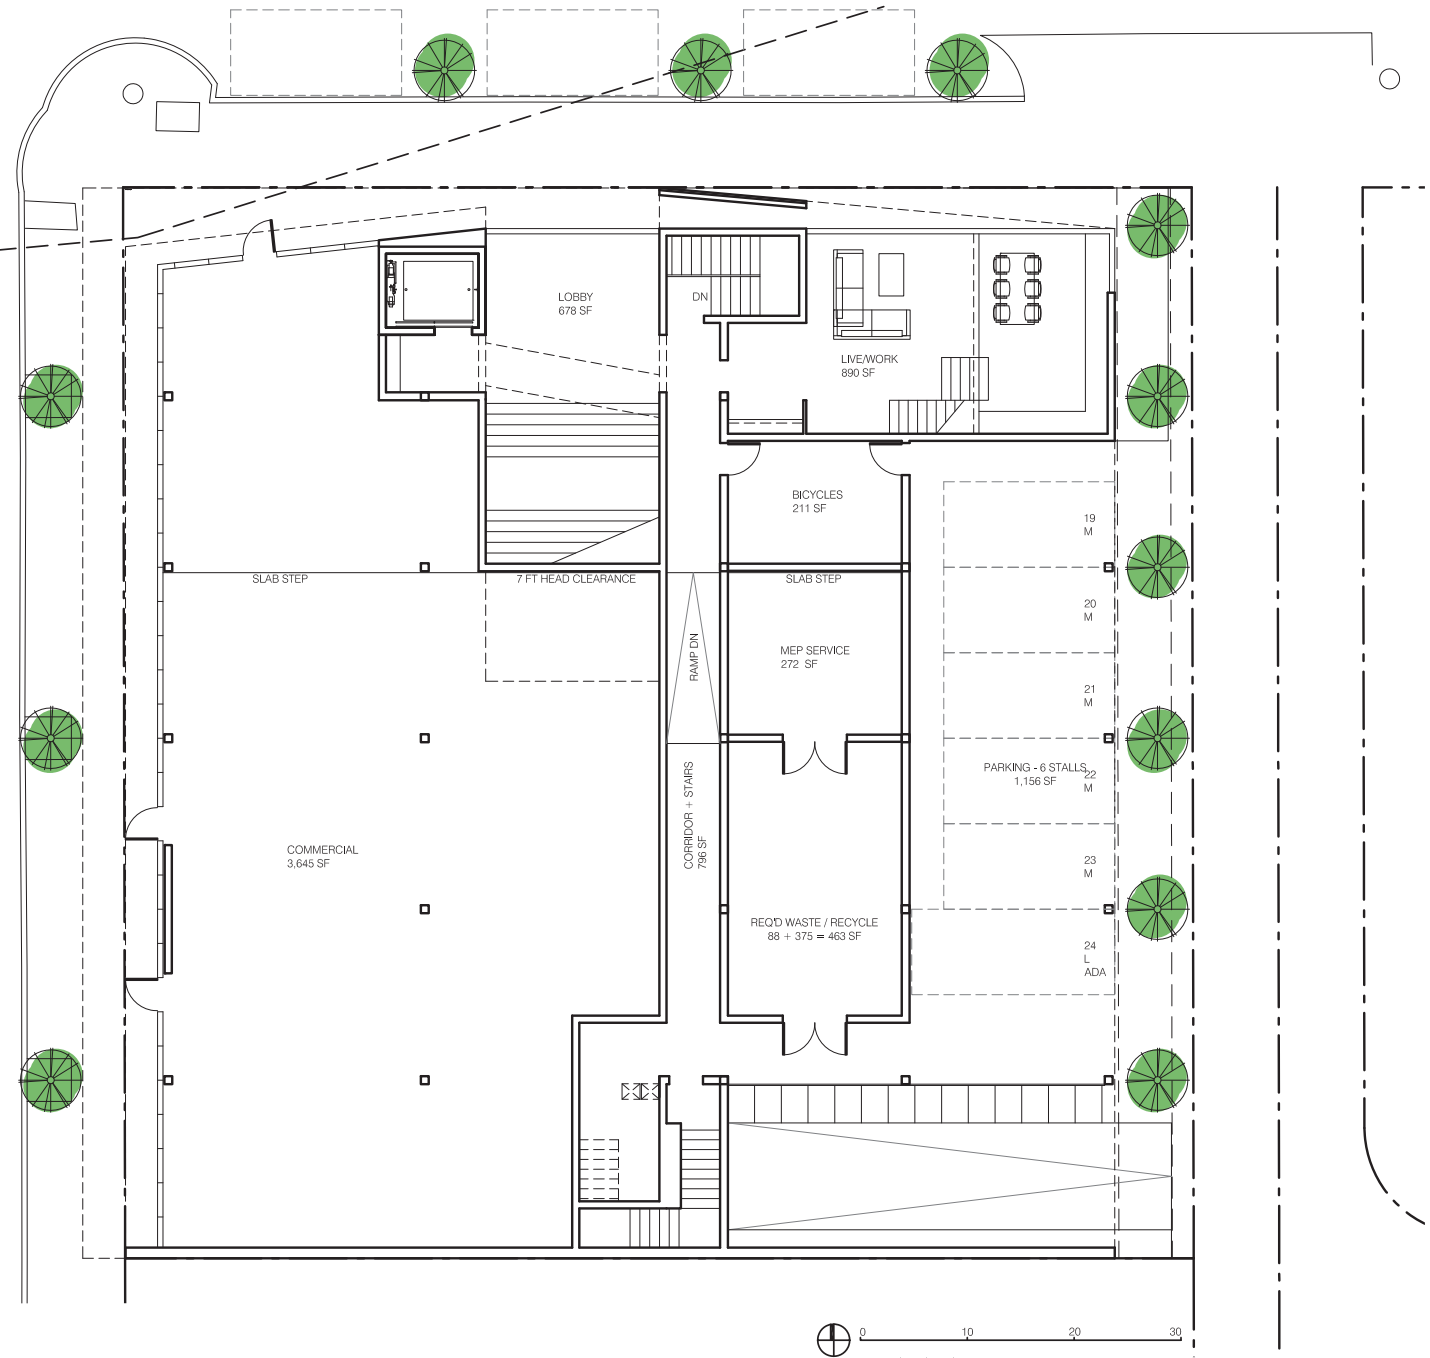 LOBBY
678 SF
DN
LIVE/WORK
890 SF
BICYCLES
211 SF
19
M
SLAB STEP
7 FT HEAD CLEARANCE
SLAB STEP
20
M
RAMP DN
MEP SERVICE
272 SF
21
M
PARKING - 6 STALLS
1,156 SF
22
M
CORRIDOR + STAIRS
796 SF
COMMERCIAL
3,645 SF
23
M
REQ'D WASTE / RECYCLE
88 + 375 = 463 SF
24
L
ADA
0 10 20 30